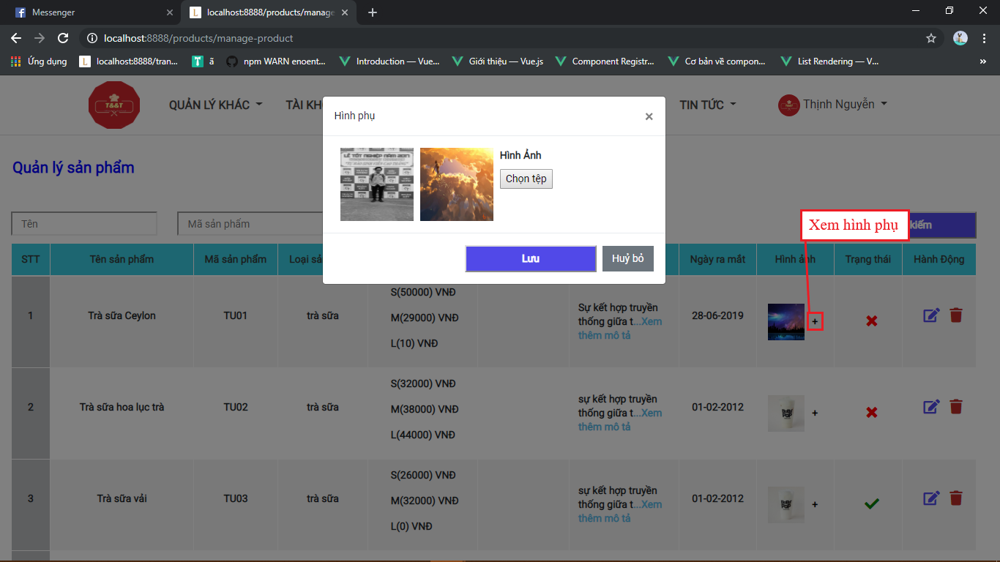 Messenger
localhost:8888/products/manage
localhost:8888/products/manage-product
Ứng dụng
localhost:8888/tran...
ã
npm WARN enoent...
Introduction — Vue...
Giới thiệu — Vue.js
Component Registr...
Cơ bản về compon...
List Rendering — V...
T&&T
QUẢN LÝ KHÁC
TÀI KH
TIN TỨC
Thịnh Nguyễn
Hình phụ
×
LỄ TỐT NGHIỆP NĂM 2017
Hình Ảnh
Chọn tệp
Lưu
Huỷ bỏ
Quản lý sản phẩm
Tên
Mã sản phẩm
kiếm
Xem hình phụ
STT
Tên sản phẩm
Mã sản phẩm
Loại sả
Ngày ra mắt
Hình ảnh
Trạng thái
Hành Động
1
Trà sữa Ceylon
TU01
trà sữa
S(50000) VNĐ
M(29000) VNĐ
L(10) VNĐ
Sự kết hợp truyền
thống giữa t...Xem
thêm mô tả
28-06-2019
+
2
Trà sữa hoa lục trà
TU02
trà sữa
S(32000) VNĐ
M(38000) VNĐ
L(44000) VNĐ
sự kết hợp truyền
thống giữa t...Xem
thêm mô tả
01-02-2012
+
3
Trà sữa vải
TU03
trà sữa
S(26000) VNĐ
M(32000) VNĐ
L(0) VNĐ
sự kết hợp truyền
thống giữa t...Xem
thêm mô tả
01-02-2012
+